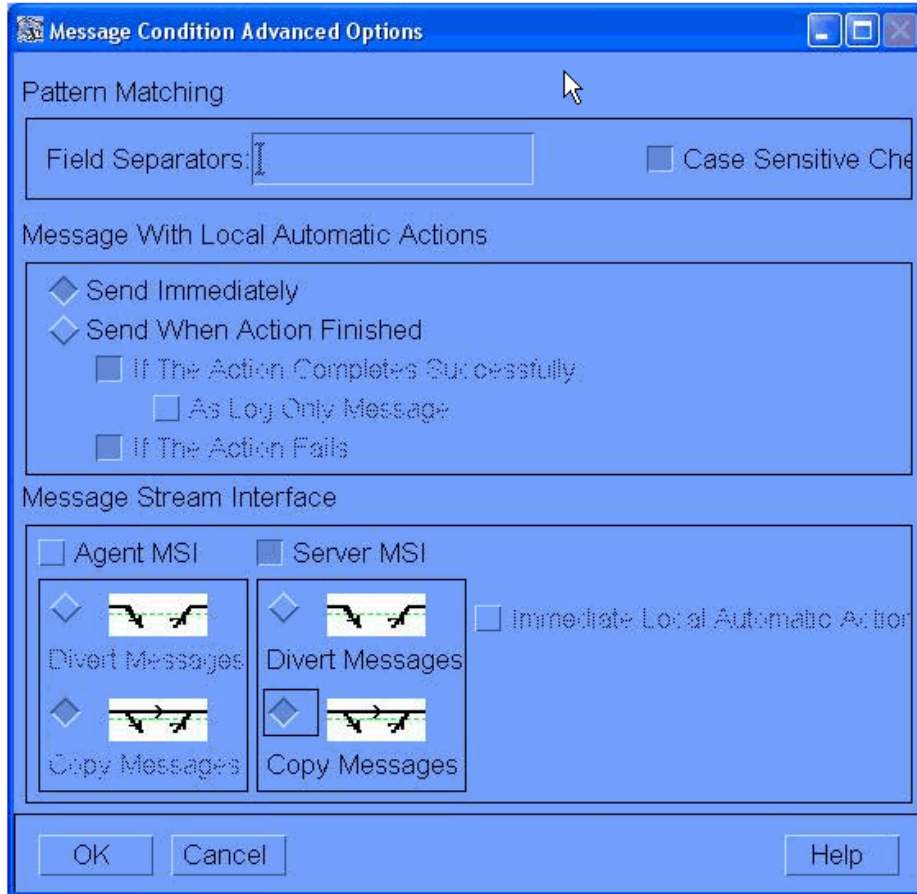 Message Condition Advanced Options
Pattern Matching
Field Separators:
Case Sensitive Che
Message With Local Automatic Actions
Send Immediately
Send When Action Finished
If The Action Completes Successfully
As Log Only Message
If The Action Fails
Message Stream Interface
Agent MSI
Server MSI
Divert Messages
Divert Messages
Immediate Local Automatic Action
Copy Messages
Copy Messages
OK
Cancel
Help